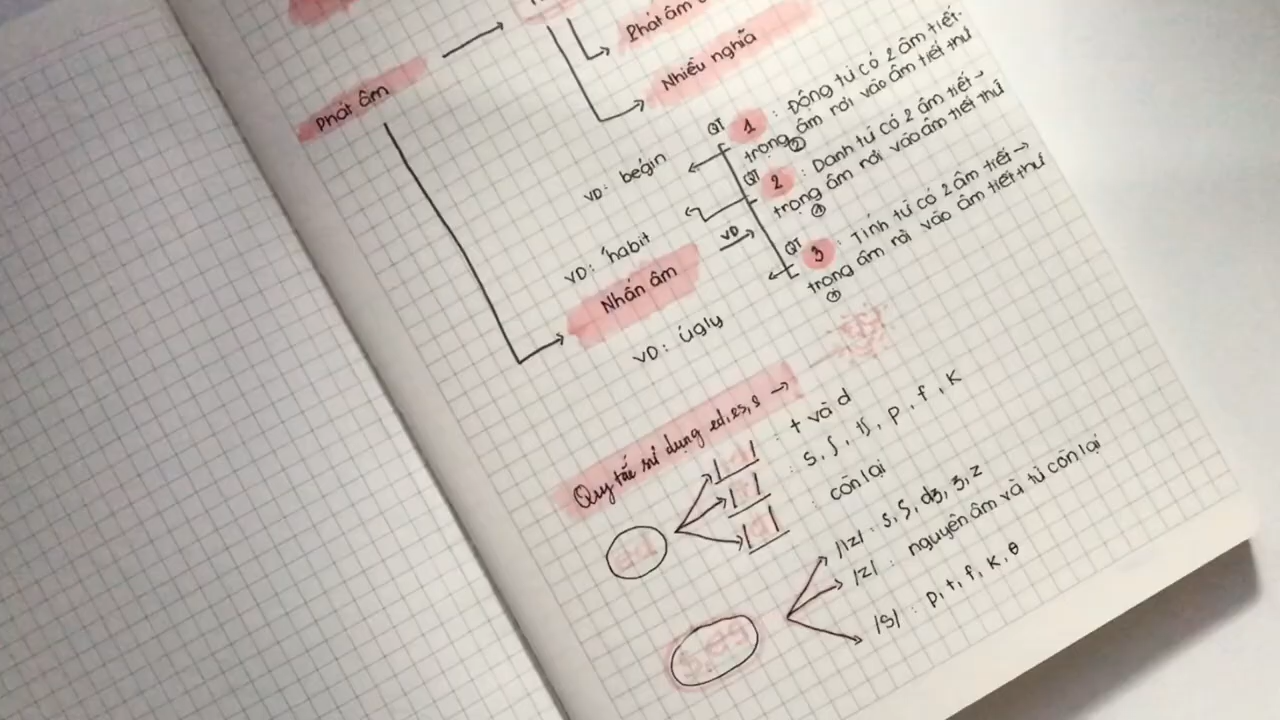 Phát âm
Nhiều nghĩa
Phát âm
QT 1 : Động từ có 2 âm tiết
trọng âm rơi vào âm tiết thứ
②
VD: begin
QT 2 : Danh từ có 2 âm tiết →
trọng âm rơi vào âm tiết thứ
①
VD: 'habit
VD
QT 3 : Tính từ có 2 âm tiết →
trọng âm rơi vào âm tiết thứ
①
Nhấn âm
VD: úgly
Quy tắc sử dụng ed, es, s →
ed
: t và d
: s, ʃ, tʃ, p, f, k
/d/ : còn lại
/iz/ : s, ʃ, dʒ, ʒ, z
/z/ : nguyên âm và từ còn lại
/s/ : p, t, f, k, θ